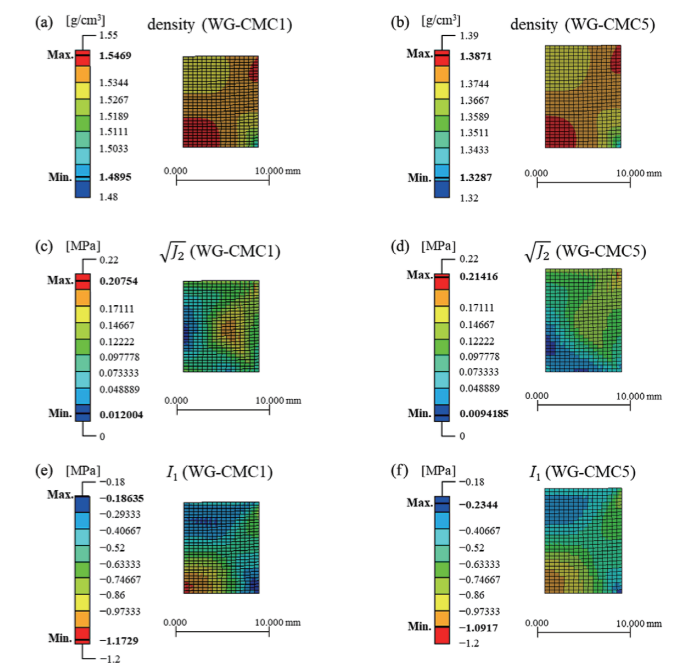 (a) [g/cm³] density (WG-CMC1)
1.55
Max. 1.5469
1.5344
1.5267
1.5189
1.5111
1.5033
Min. 1.4895
1.48
0.000 10.000 mm
(b) [g/cm³] density (WG-CMC5)
1.39
Max. 1.3871
1.3744
1.3667
1.3589
1.3511
1.3433
Min. 1.3287
1.32
0.000 10.000 mm
(c) [MPa] √J₂ (WG-CMC1)
0.22
Max. 0.20754
0.17111
0.14667
0.12222
0.097778
0.073333
0.048889
Min. 0.012004
0
0.000 10.000 mm
(d) [MPa] √J₂ (WG-CMC5)
0.22
Max. 0.21416
0.17111
0.14667
0.12222
0.097778
0.073333
0.048889
Min. 0.0094185
0
0.000 10.000 mm
(e) [MPa] I₁ (WG-CMC1)
−0.18
Max. −0.18635
−0.29333
−0.40667
−0.52
−0.63333
−0.74667
−0.86
−0.97333
Min. −1.1729
−1.2
0.000 10.000 mm
(f) [MPa] I₁ (WG-CMC5)
−0.18
Max. −0.2344
−0.40667
−0.52
−0.63333
−0.74667
−0.86
−0.97333
Min. −1.0917
−1.2
0.000 10.000 mm